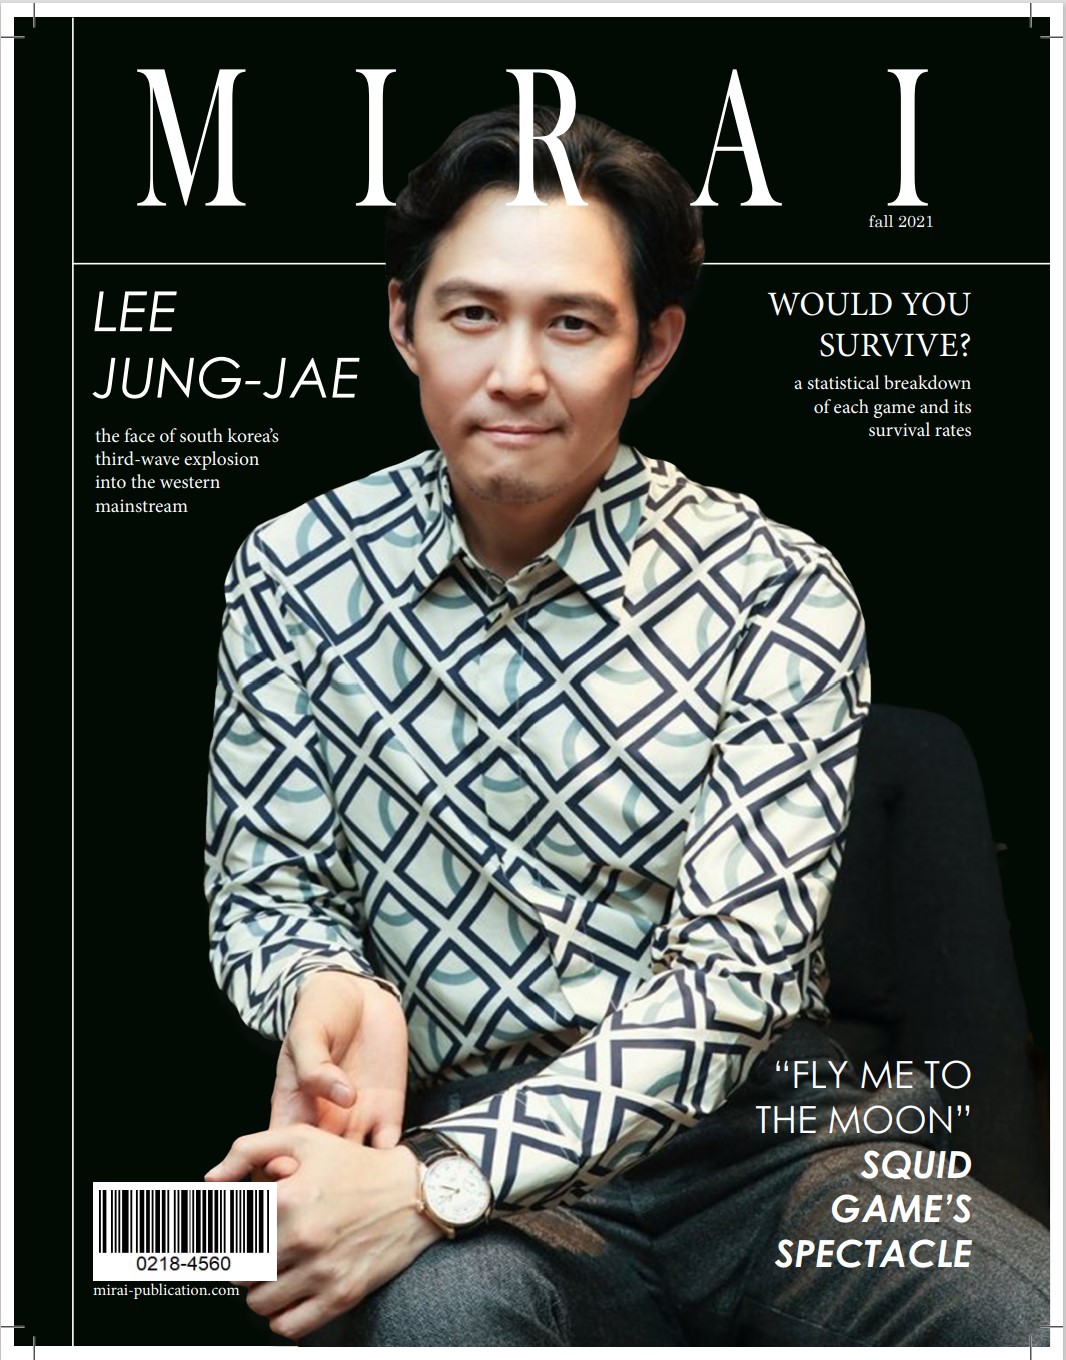 M I R A I
fall 2021
LEE
JUNG-JAE
the face of south korea’s
third-wave explosion
into the western
mainstream
WOULD YOU
SURVIVE?
a statistical breakdown
of each game and its
survival rates
“FLY ME TO
THE MOON”
SQUID
GAME’S
SPECTACLE
0218-4560
mirai-publication.com